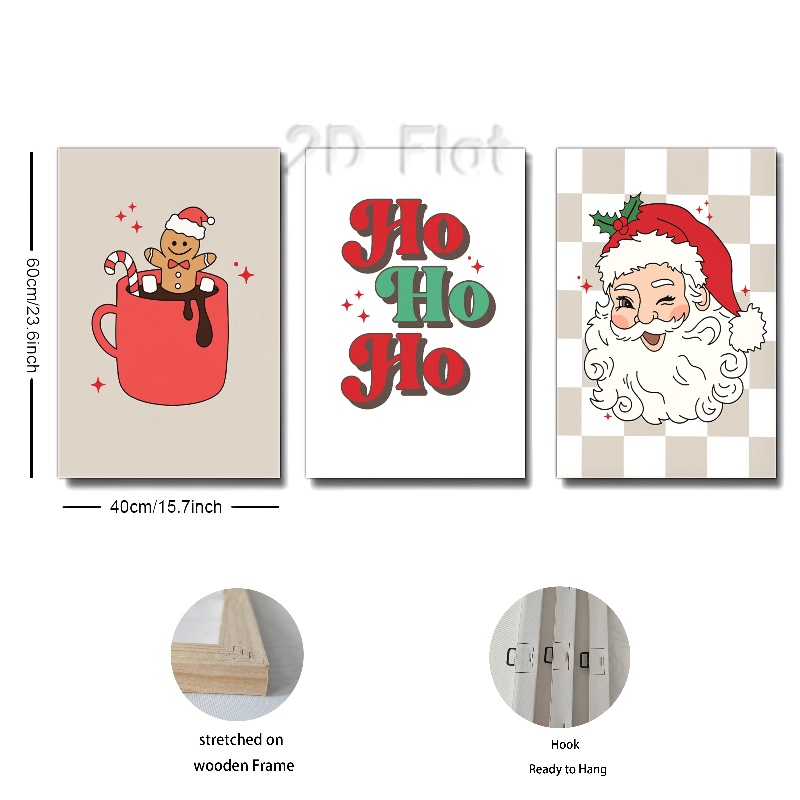 2D Flat
60cm/23.6inch
Ho
Ho
Ho
40cm/15.7inch
stretched on
wooden Frame
Hook
Ready to Hang